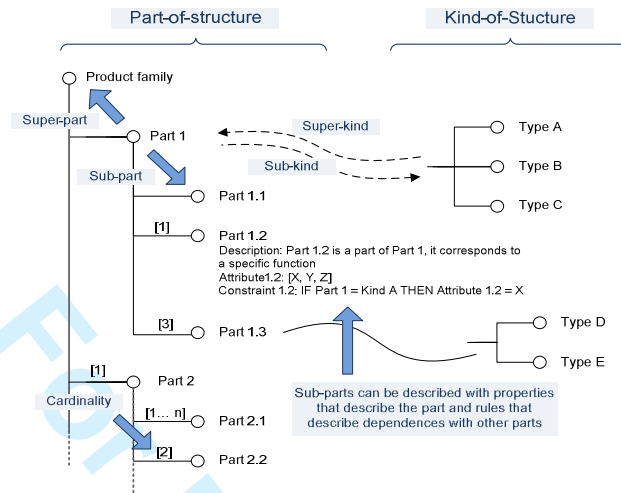 Part-of-structure
Kind-of-Stucture
Product family
Super-part
Part 1
Super-kind
Sub-kind
Type A
Type B
Type C
Sub-part
Part 1.1
[1]
Part 1.2
Description: Part 1.2 is a part of Part 1, it corresponds to
a specific function
Attribute1.2: [X, Y, Z]
Constraint 1.2: IF Part 1 = Kind A THEN Attribute 1.2 = X
[3]
Part 1.3
Type D
Type E
[1]
Part 2
Cardinality
[1... n]
Part 2.1
[2]
Part 2.2
Sub-parts can be described with properties
that describe the part and rules that
describe dependences with other parts
For